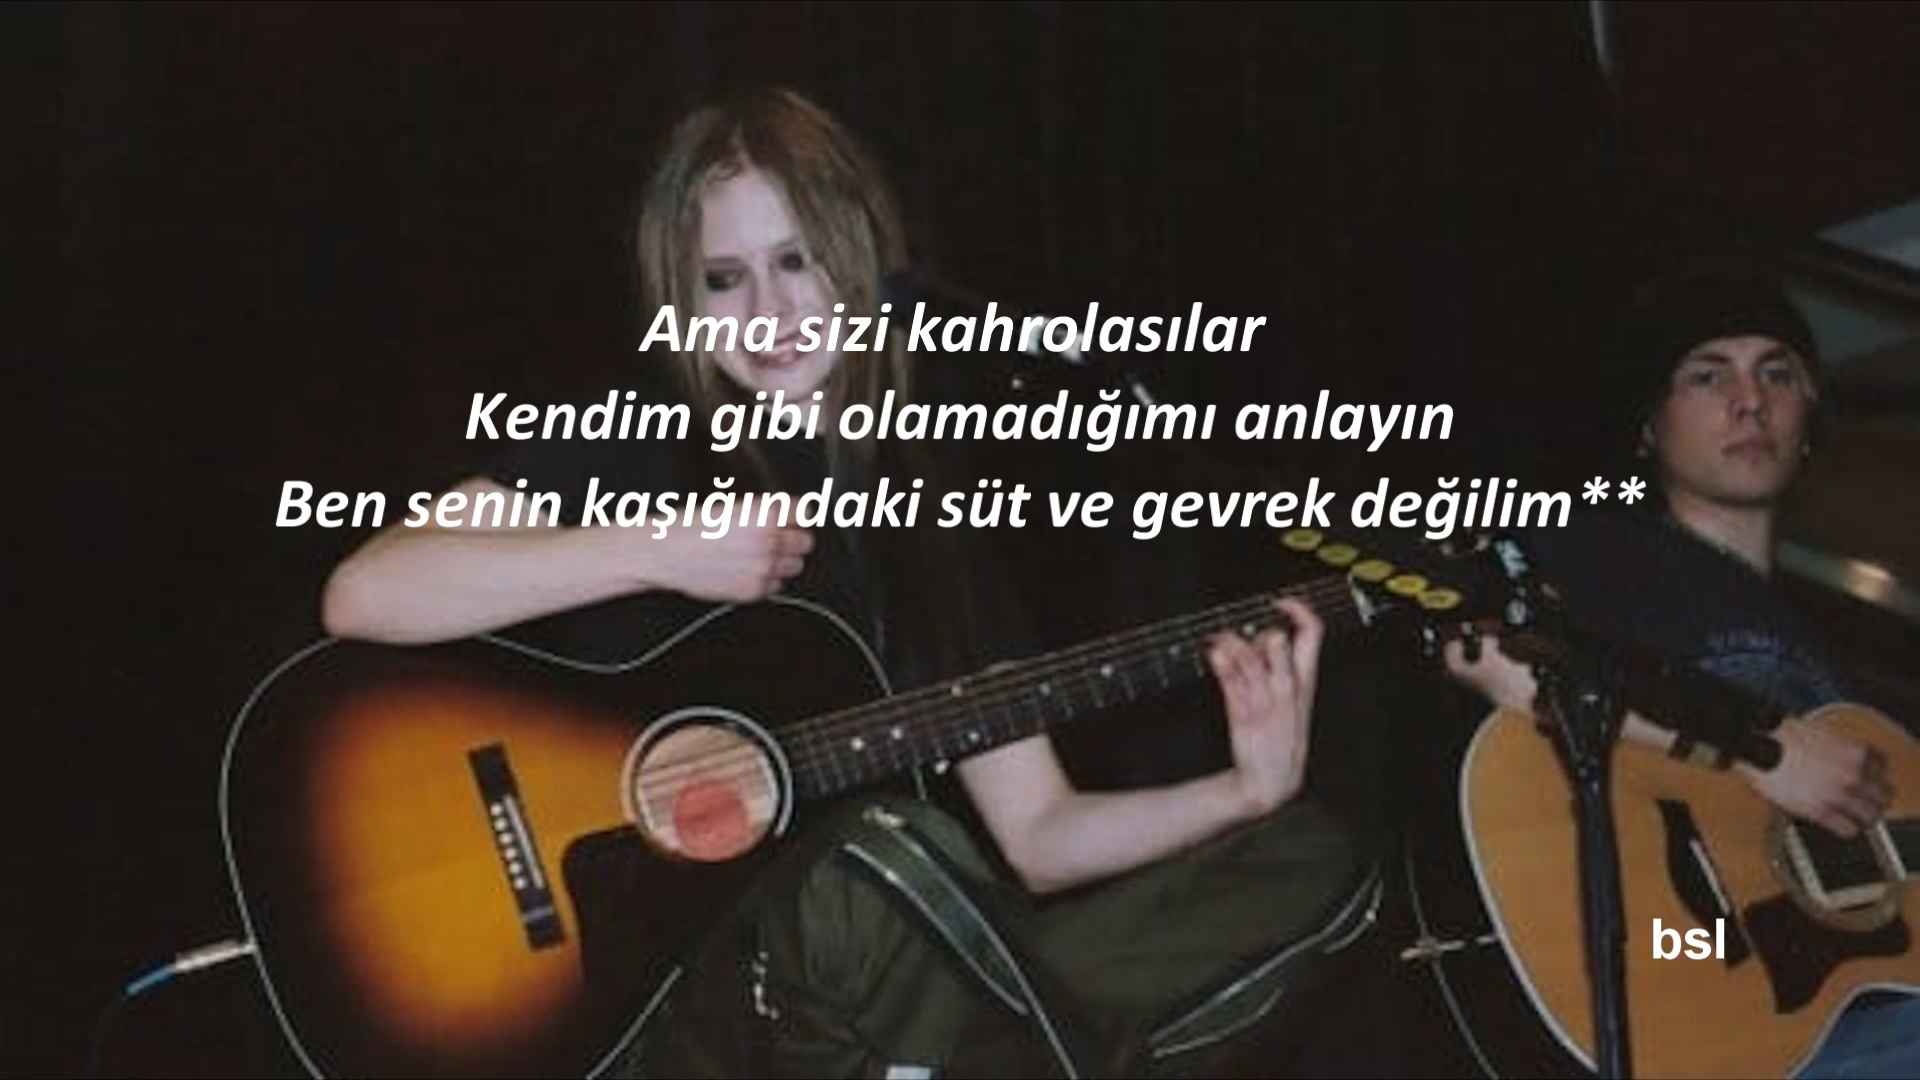 Ama sizi kahrolasılar
Kendim gibi olamadığımı anlayın
Ben senin kaşığındaki süt ve gevrek değilim**
bsl